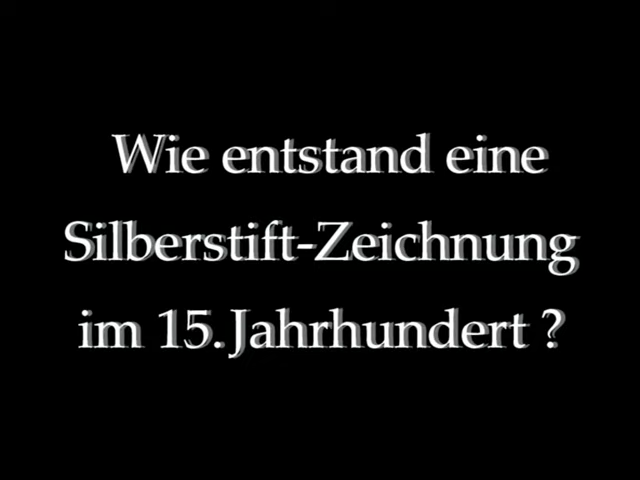 Wie entstand eine
Silberstift-Zeichnung
im 15. Jahrhundert ?